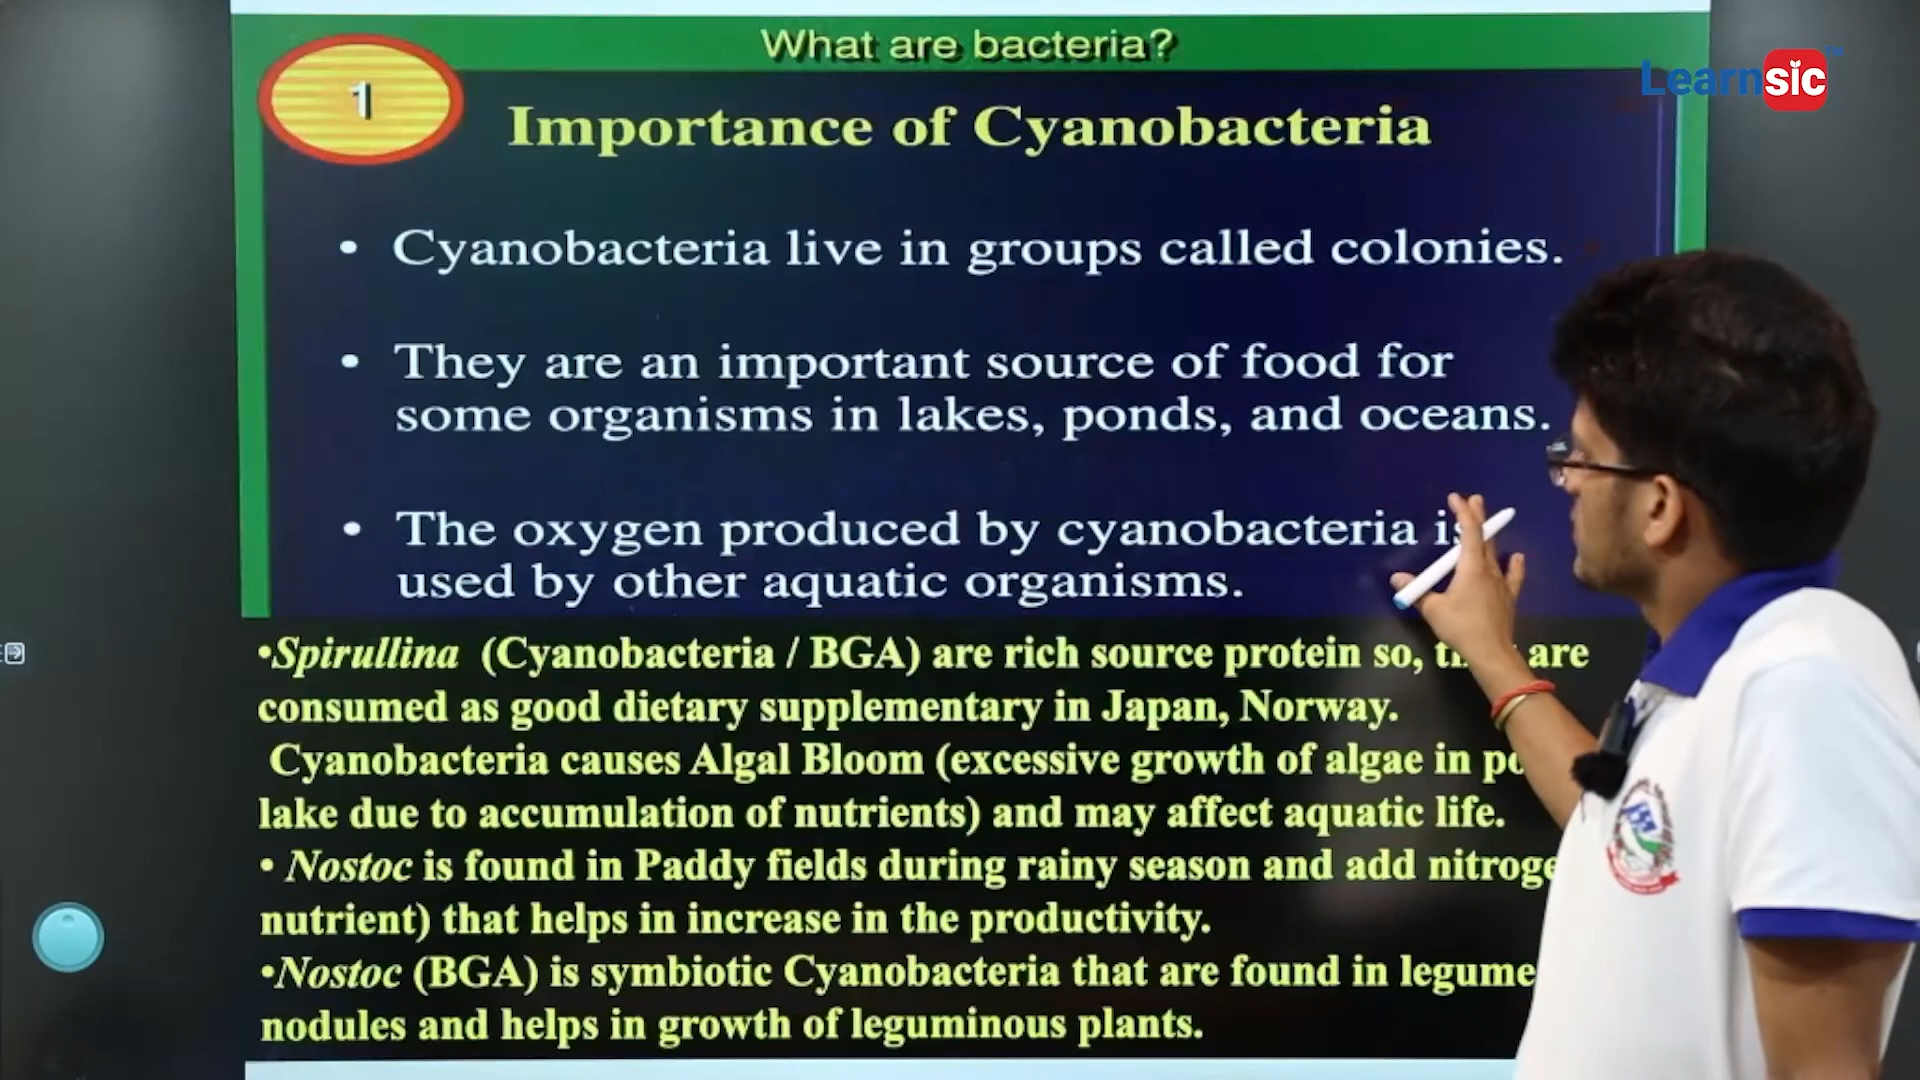 What are bacteria?
Learnsic™
1
Importance of Cyanobacteria
• Cyanobacteria live in groups called colonies.
• They are an important source of food for
some organisms in lakes, ponds, and oceans.
• The oxygen produced by cyanobacteria is
used by other aquatic organisms.
•Spirullina (Cyanobacteria / BGA) are rich source protein so, are
consumed as good dietary supplementary in Japan, Norway.
Cyanobacteria causes Algal Bloom (excessive growth of algae in
lake due to accumulation of nutrients) and may affect aquatic life.
• Nostoc is found in Paddy fields during rainy season and add
nutrient) that helps in increase in the productivity.
•Nostoc (BGA) is symbiotic Cyanobacteria that are found in legume
nodules and helps in growth of leguminous plants.